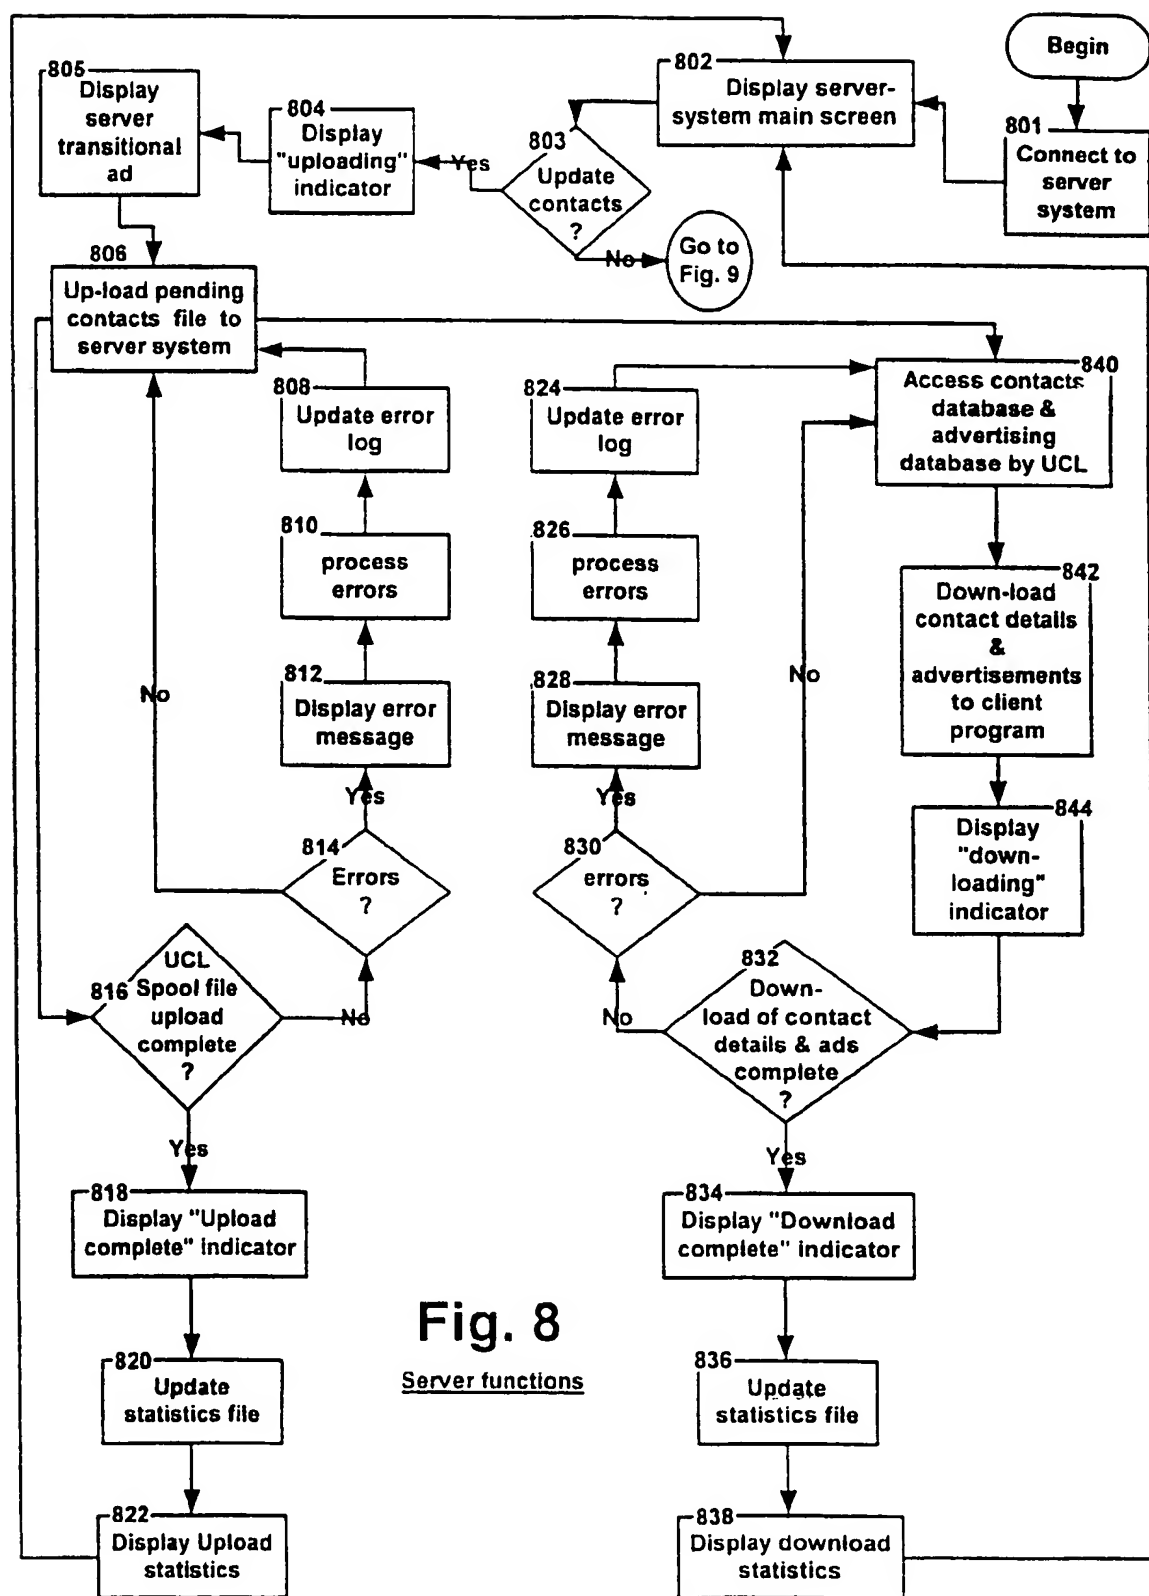 Begin
801
Connect to
server
system
802
Display server-
system main screen
803
Update
contacts
?
Yes
No
Go to
Fig. 9
804
Display
"uploading"
indicator
805
Display
server
transitional
ad
806
Up-load pending
contacts file to
server system
808
Update error
log
810
process
errors
812
Display error
message
Yes
814
Errors
?
No
816
UCL
Spool file
upload
complete
?
No
Yes
818
Display "Upload
complete" indicator
820
Update
statistics file
822
Display Upload
statistics
824
Update error
log
826
process
errors
828
Display error
message
Yes
830
errors
?
No
840
Access contacts
database &
advertising
database by UCL
842
Down-load
contact details
&
advertisements
to client
program
844
Display
"down-
loading"
indicator
832
Down-
load of contact
details & ads
complete
?
No
Yes
834
Display "Download
complete" indicator
836
Update
statistics file
838
Display download
statistics
Fig. 8
Server functions